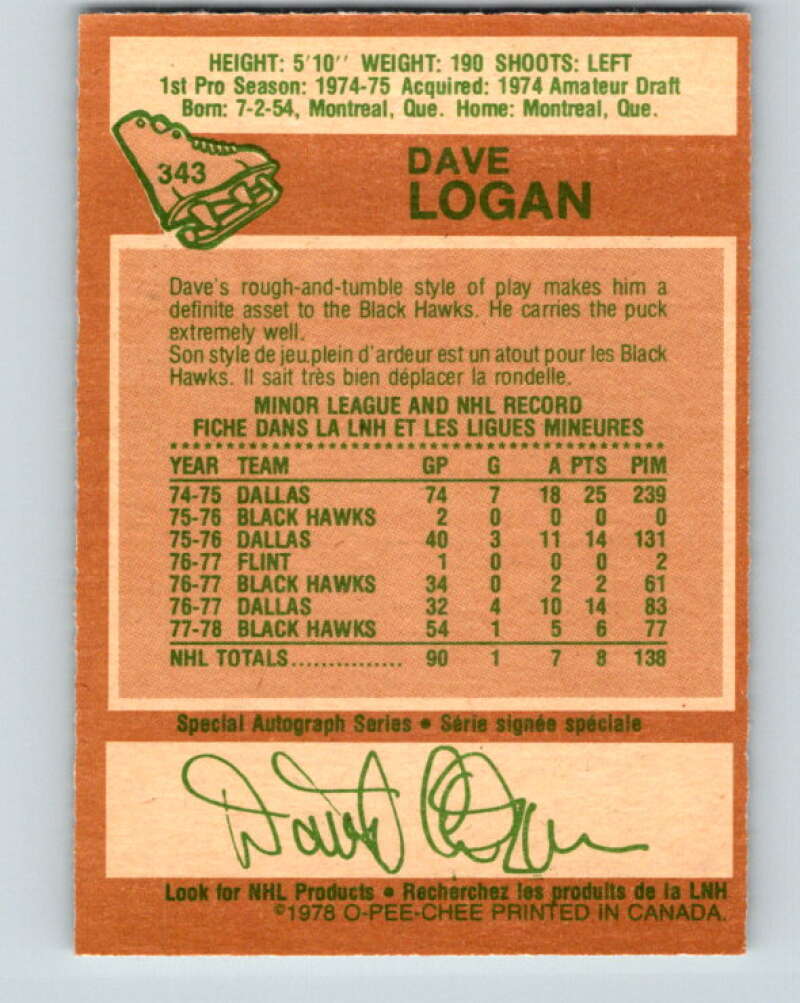 HEIGHT: 5'10'' WEIGHT: 190 SHOOTS: LEFT
1st Pro Season: 1974-75 Acquired: 1974 Amateur Draft
Born: 7-2-54, Montreal, Que. Home: Montreal, Que.
343
DAVE
LOGAN
Dave's rough-and-tumble style of play makes him a
definite asset to the Black Hawks. He carries the puck
extremely well.
Son style de jeu,plein d'ardeur est un atout pour les Black
Hawks. Il sait très bien déplacer la rondelle.
MINOR LEAGUE AND NHL RECORD
FICHE DANS LA LNH ET LES LIGUES MINEURES
YEAR TEAM GP G A PTS PIM
74-75 DALLAS 74 7 18 25 239
75-76 BLACK HAWKS 2 0 0 0 0
75-76 DALLAS 40 3 11 14 131
76-77 FLINT 1 0 0 0 2
76-77 BLACK HAWKS 34 0 2 2 61
76-77 DALLAS 32 4 10 14 83
77-78 BLACK HAWKS 54 1 5 6 77
NHL TOTALS............... 90 1 7 8 138
Special Autograph Series • Série signée spéciale
David Logan
Look for NHL Products • Recherchez les produits de la LNH
©1978 O-PEE-CHEE PRINTED IN CANADA.